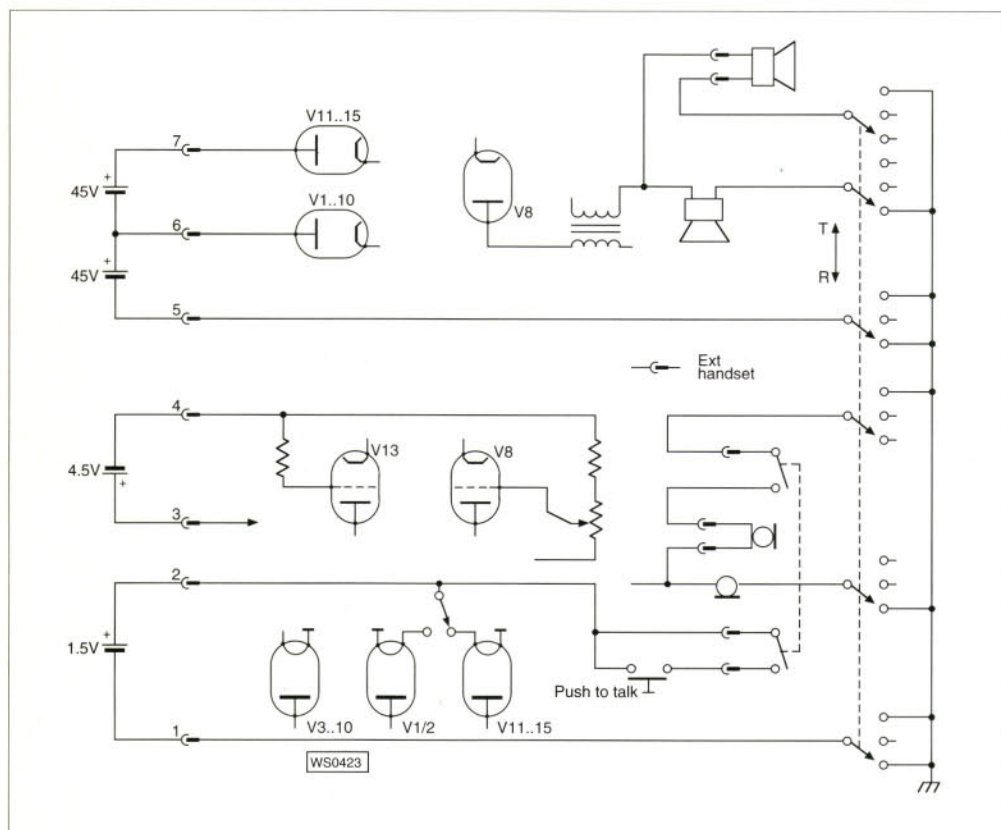 V11..15
7
+
45V
V1..10
6
V8
+
45V
T
R
5
Ext
handset
4
V13
V8
4.5V
+
3
2
+
1.5V
Push to talk
V3..10
V1/2
V11..15
1
WS0423